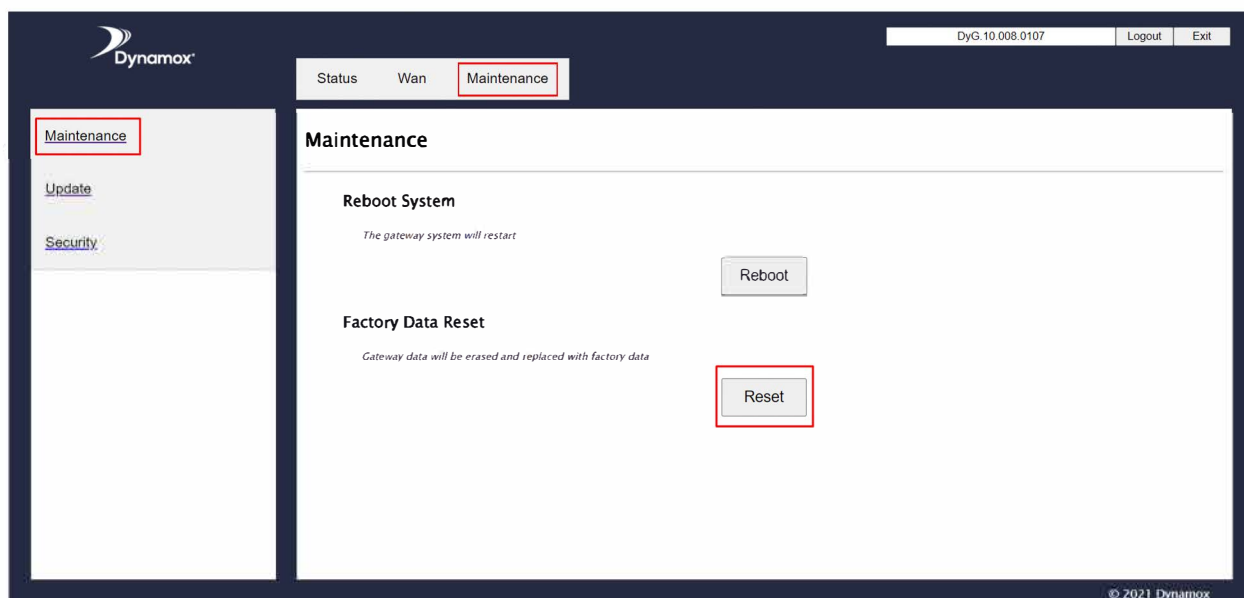 Dynamox
DyG.10.008.0107 Logout Exit
Status Wan Maintenance
Maintenance
Update
Security
Maintenance
Reboot System
The gateway system will restart
Reboot
Factory Data Reset
Gateway data will be erased and replaced with factory data
Reset
© 2021 Dynamox